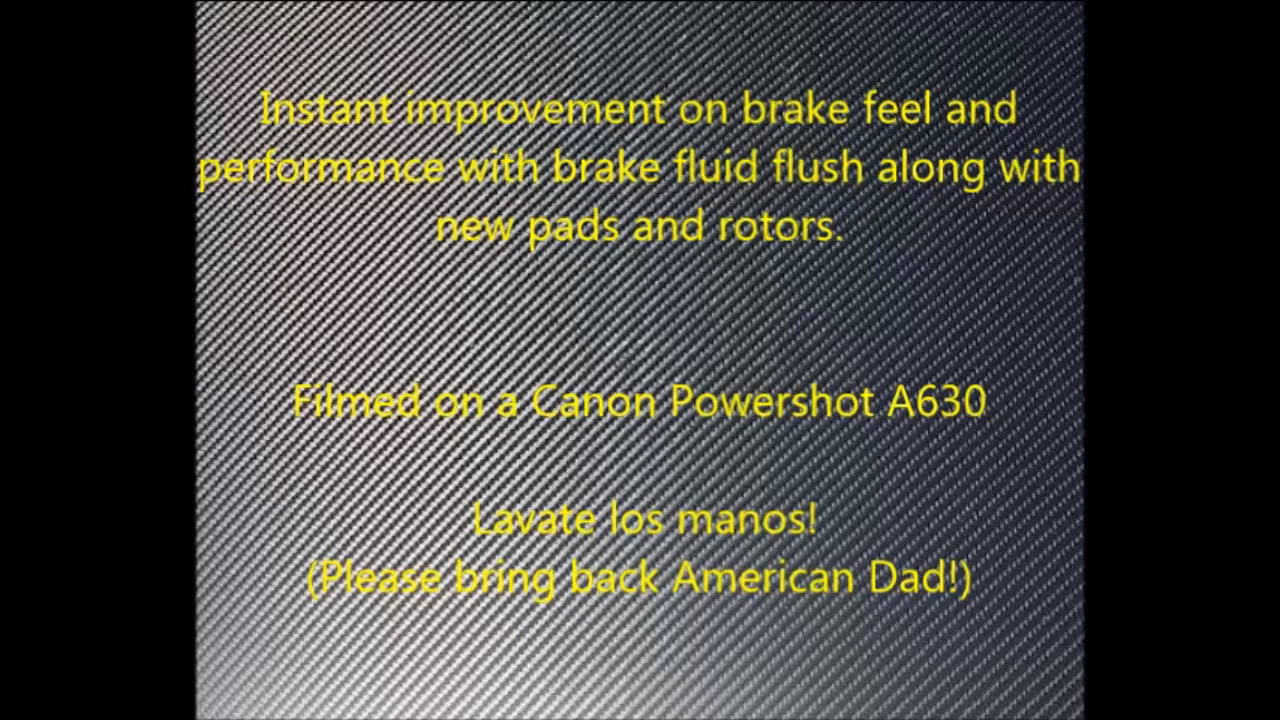 Instant improvement on brake feel and
performance with brake fluid flush along with
new pads and rotors.
Filmed on a Canon Powershot A630
Lavate los manos!
(Please bring back American Dad!)